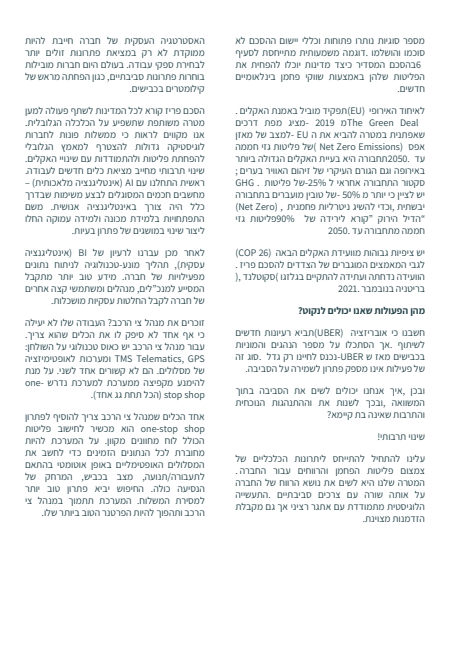 מספר סוגיות נותרו פתוחות וכללי יישום ההסכם לא
סוכמו והושלמו .דוגמה משמעותית מתייחסת לסעיף
6בהסכם המציג כיצד מדינות יוכלו להפחית את
הפליטות שלהן באמצעות שווקי פחמן בינלאומיים
חדשים.
לאיחוד האירופי (EU)תפקיד מוביל באמנת האקלים .
The Green Dealמ 2019 -מציג מפת דרכים
שאפתנית במטרה להביא את ה EU -למצב של מאזן
אפס (Net Zero Emissions )של פליטות גזי חממה
עד .2050תחבורה היא בעיית האקלים הגדולה ביותר
באירופה וגם הגורם העיקרי של זיהום האוויר בערים ;
סקטור התחבורה אחראי ל 25%-של פליטות . GHG
יש לציין כי יותר מ 50% -של טובין מועברים בתחבורה
יבשתית ,וכדי להשיג ניטרליות פחמנית , (Net Zero)
"הדיל הירוק "קורא לירידה של 90%פליטות גזי
חממה מתחבורה עד .2050
יש ציפיות גבוהות מוועידת האקלים הבאה (COP 26)
לגבי המאמצים המוגברים של הצדדים להסכם פריז .
הוועידה נדחתה ועתידה להתקיים בגלזגו )סקוטלנד ,(
בריטניה בנובמבר .2021
מהן הפעולות שאנו יכולים לנקוט?
חשבנו כי אובריזציה (UBER)תביא רעיונות חדשים
לשיתוף .אך הסתכלו על מספר הנהגים והמוניות
בכבישים מאז ש UBER-נכנס לחיינו רק גדל .סוג זה
של פעילות אינו מספק פתרון לשמירה על הסביבה.
ובכן ,איך אנחנו יכולים לשים את הסביבה בתוך
המשוואה ,ובכך לשנות את וההתנהגות הנוכחית
והתרבות שאינה בת קיימא?
שינוי תרבותי!
עלינו להתחיל להתייחס ליתרונות הכלכליים של
צמצום פליטות הפחמן והרווחים עבור החברה .
המטרה שלנו היא לשים את נושא הרווח של החברה
על אותה שורה עם צרכים סביבתיים .התעשייה
הלוגיסטית מתמודדת עם אתגר רציני אך גם מקבלת
הזדמנות מצוינת.
האסטרטגיה העסקית של חברה חייבת להיות
ממוקדת לא רק במציאת פתרונות זולים יותר
לבחירת ספקי עבודה. בעולם היום חברות מובילות
בוחרות פתרונות סביבתיים, כגון הפחתה מראש של
קילומטרים בכבישים.
הסכם פריז קורא לכל המדינות לשתף פעולה למען
מטרה משותפת שתשפיע על הכלכלה הגלובלית.
אנו מקווים לראות כי ממשלות פונות לחברות
לוגיסטיקה גדולות להצטרף למאמץ הגלובלי
להפחתת פליטות ולהתמודדות עם שינויי האקלים.
שינוי תרבותי מחייב מציאת כלים חדשים לעבודה.
ראשית התחלנו עם AI (אינטליגנציה מלאכותית) –
מחשבים חכמים המסוגלים לבצע משימות שבדרך
כלל היה צורך באינטליגנציה אנושית. משם
התפתחויות בלמידת מכונה ולמידה עמוקה החלו
ליצור שינוי במושגים של פתרון בעיות.
לאחר מכן עברנו לרעיון של BI (אינטליגנציה
עסקית), תהליך מונע-טכנולוגיה לניתוח נתונים
מפעילויות של חברה. מידע טוב יותר מתקבל
המסייע למנכ"לים, מנהלים ומשתמשי קצה אחרים
של חברה לקבל החלטות עסקיות מושכלות.
זוכרים את מנהל צי הרכב? העבודה שלו לא יעילה
כי אף אחד לא סיפק לו את הכלים שהוא צריך.
עבור מנהל צי הרכב יש כאוס טכנולוגי על השולחן:
TMS Telematics, GPS ומערכות לאופטימיזציה
של מסלולים. הם לא קשורים אחד לשני. על מנת
להימנע מקפיצה ממערכת למערכת נדרש one-
stop shop (הכל תחת גג אחד).
אחד הכלים שמנהל צי הרכב צריך להוסיף לפתרון
one-stop shop הוא מכשיר לחישוב פליטות
הכולל לוח מחוונים מקוון. על המערכת להיות
מחוברת לכל הנתונים הזמינים כדי לחשב את
המסלולים האופטימליים באופן אוטומטי בהתאם
לתעבורה/תנועה, מצב בכביש, המרחק של
הנסיעה כולה. החיפוש יביא פתרון טוב יותר
למסירת המשלוח. המערכת תתמוך במנהל צי
הרכב ותהפוך להיות הפרטנר הטוב ביותר שלו.